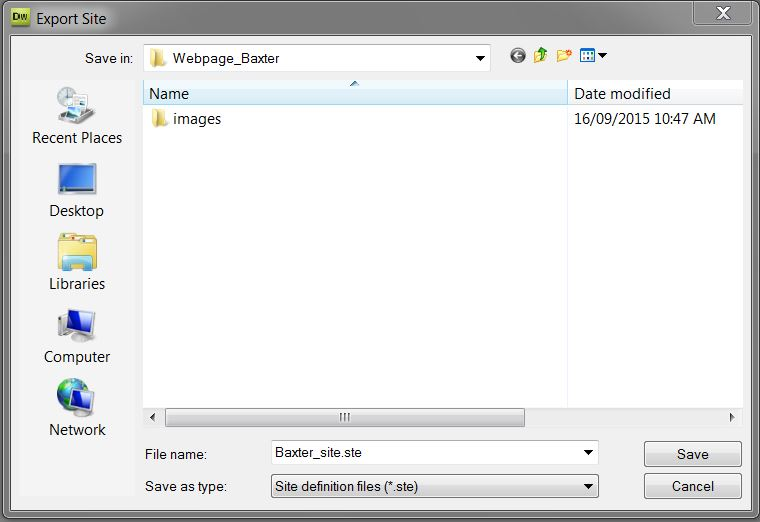 Dw Export Site
Save in: Webpage_Baxter
Name Date modified
images 16/09/2015 10:47 AM
Recent Places
Desktop
Libraries
Computer
Network
File name: Baxter_site.ste Save
Save as type: Site definition files (*.ste) Cancel